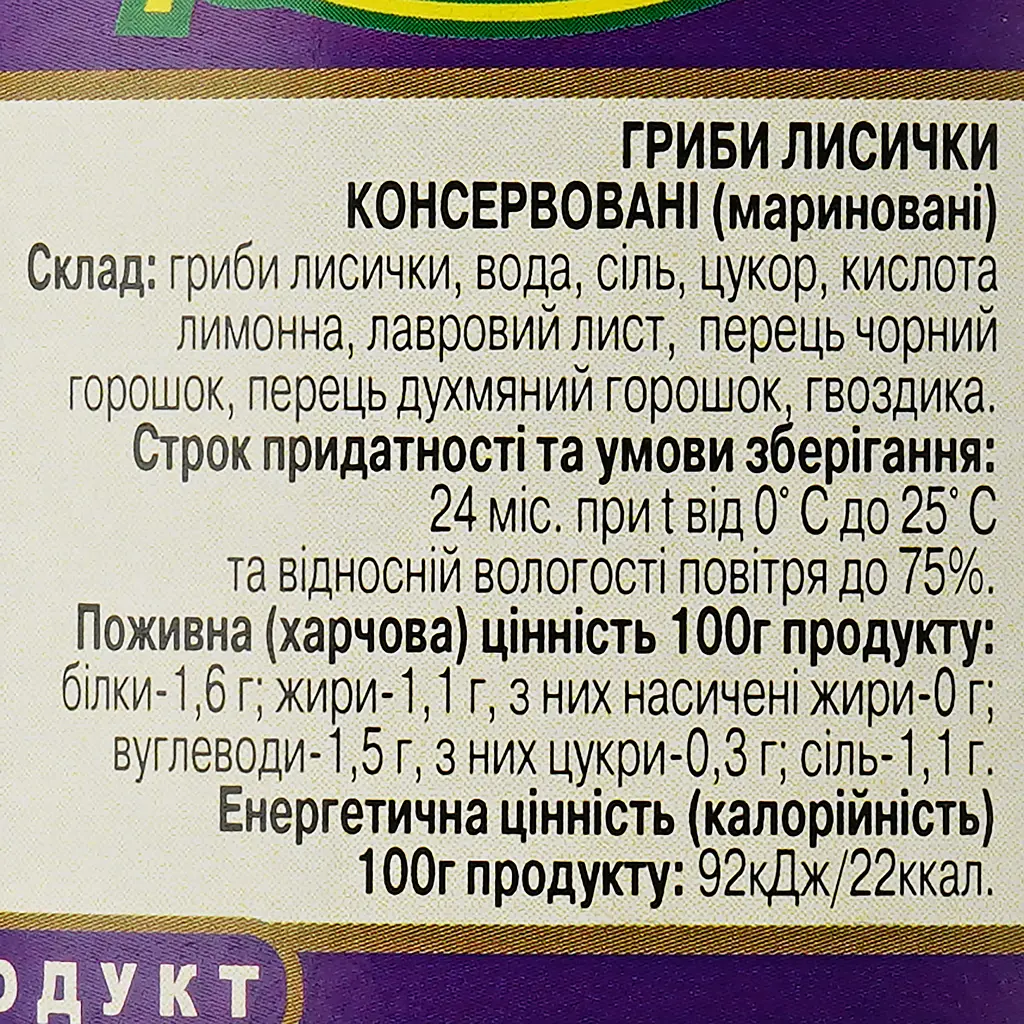 ГРИБИ ЛИСИЧКИ
КОНСЕРВОВАНІ (мариновані)
Склад: гриби лисички, вода, сіль, цукор, кислота
лимонна, лавровий лист, перець чорний
горошок, перець духмяний горошок, гвоздика.
Строк придатності та умови зберігання:
24 міс. при t від 0° С до 25° С
та відносній вологості повітря до 75%.
Поживна (харчова) цінність 100г продукту:
білки-1,6 г; жири-1,1 г, з них насичені жири-0 г;
вуглеводи-1,5 г, з них цукри-0,3 г; сіль-1,1 г.
Енергетична цінність (калорійність)
100г продукту: 92кДж/22ккал.